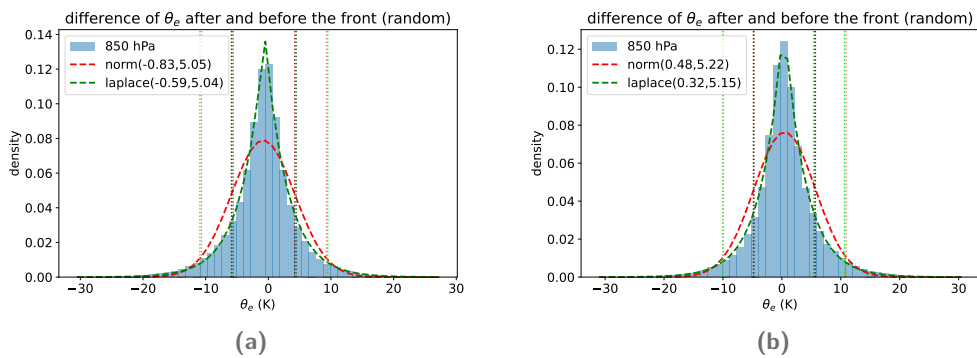 difference of θe after and before the front (random)
0.14
0.12
0.10
0.08
0.06
0.04
0.02
0.00
density
850 hPa
norm(-0.83,5.05)
laplace(-0.59,5.04)
−30 −20 −10 0 10 20 30
θe (K)
(a)
difference of θe after and before the front (random)
0.12
0.10
0.08
0.06
0.04
0.02
0.00
density
850 hPa
norm(0.48,5.22)
laplace(0.32,5.15)
−30 −20 −10 0 10 20 30
θe (K)
(b)